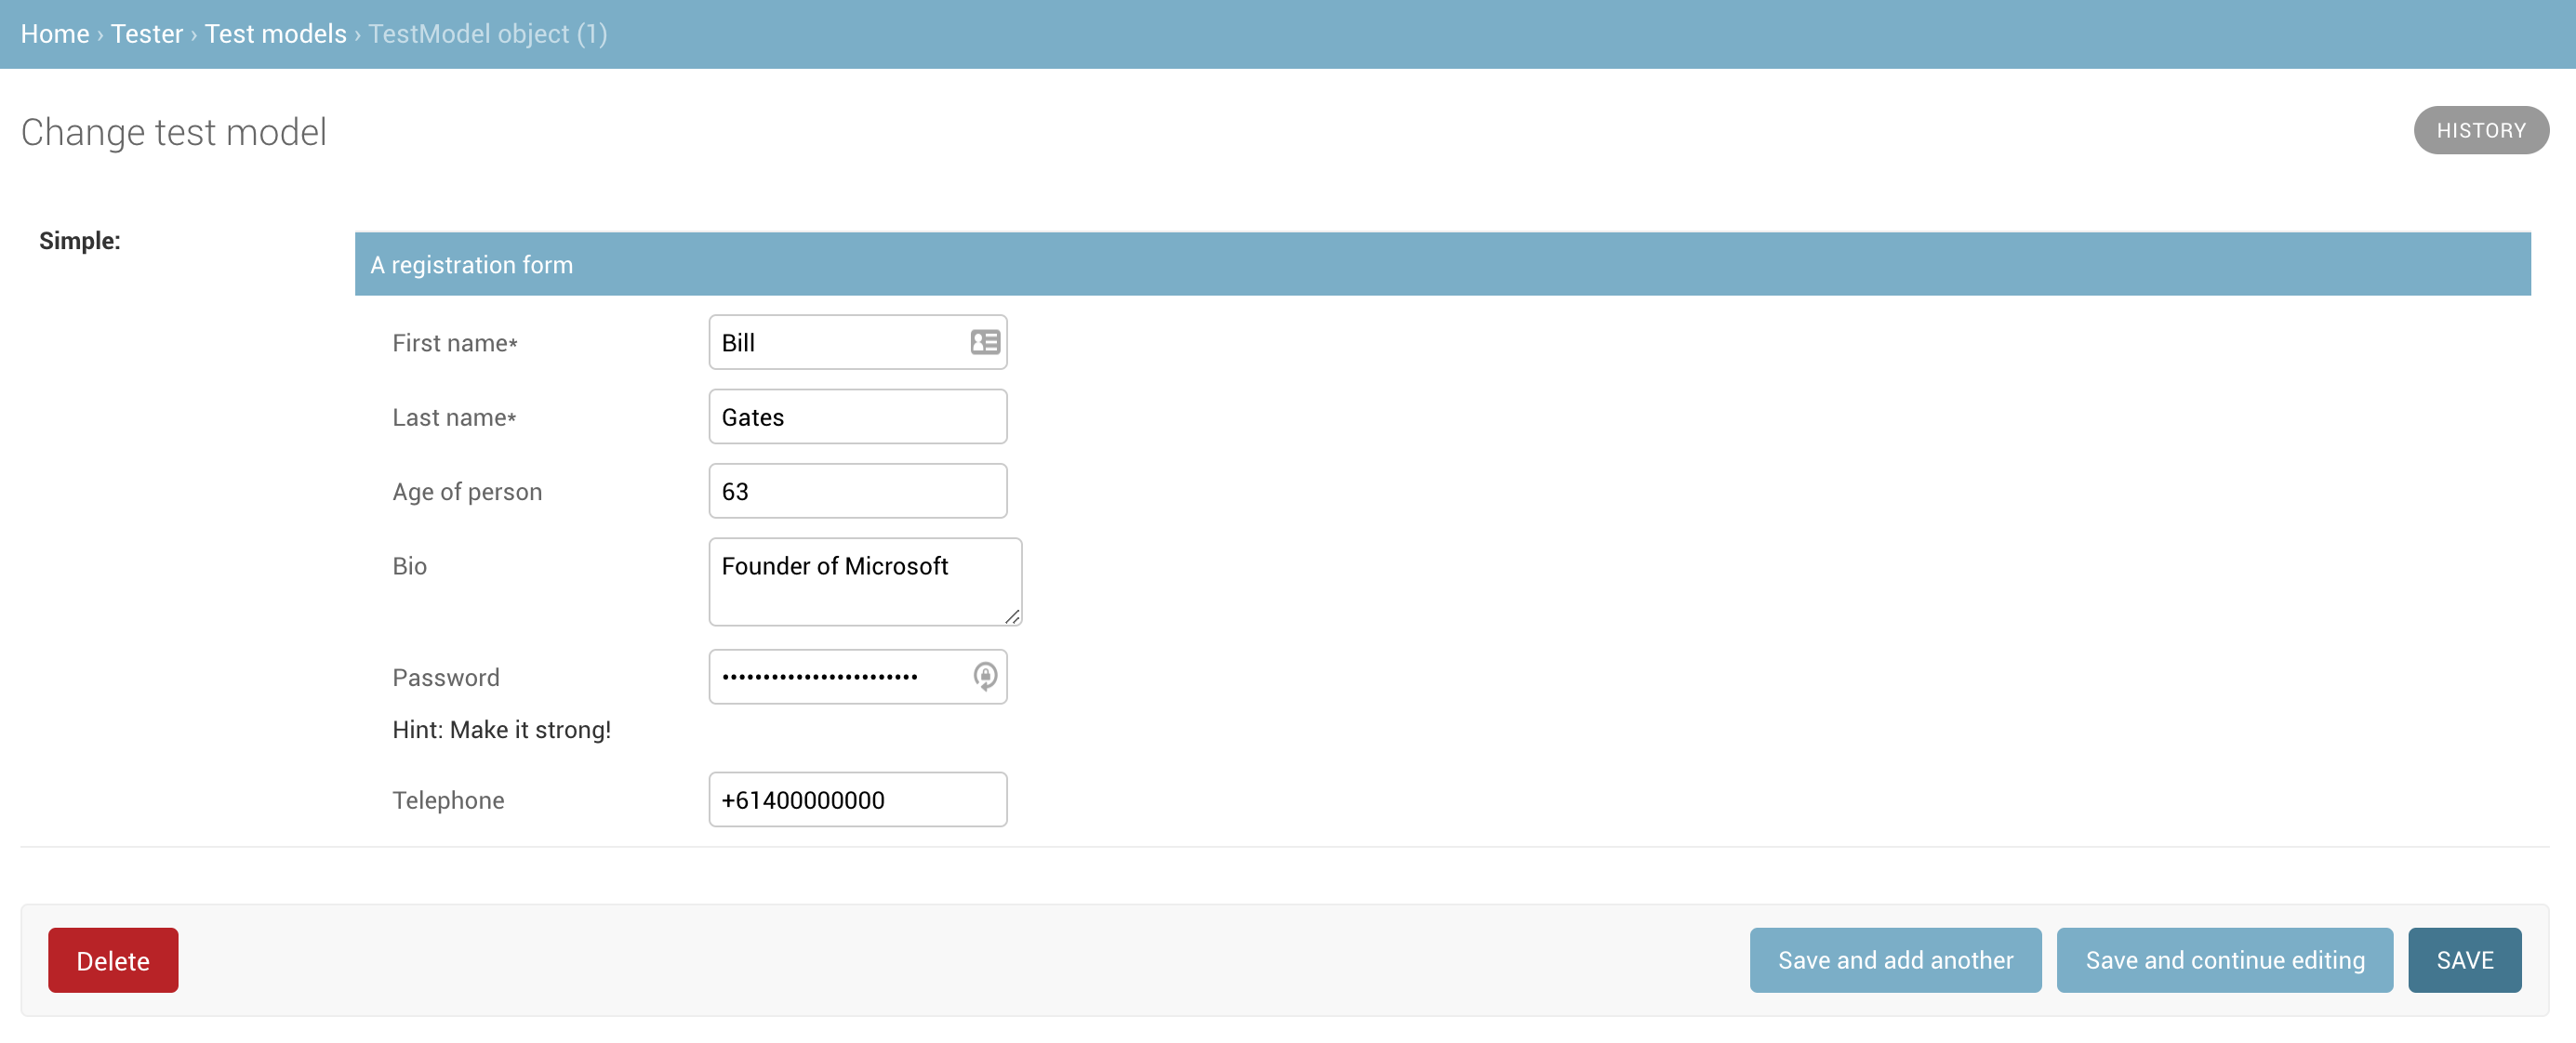 Home › Tester › Test models › TestModel object (1)
Change test model
HISTORY
Simple:
A registration form
First name*
Bill
Last name*
Gates
Age of person
63
Bio
Founder of Microsoft
Password
••••••••••••••••••••••••
Hint: Make it strong!
Telephone
+61400000000
Delete
Save and add another
Save and continue editing
SAVE